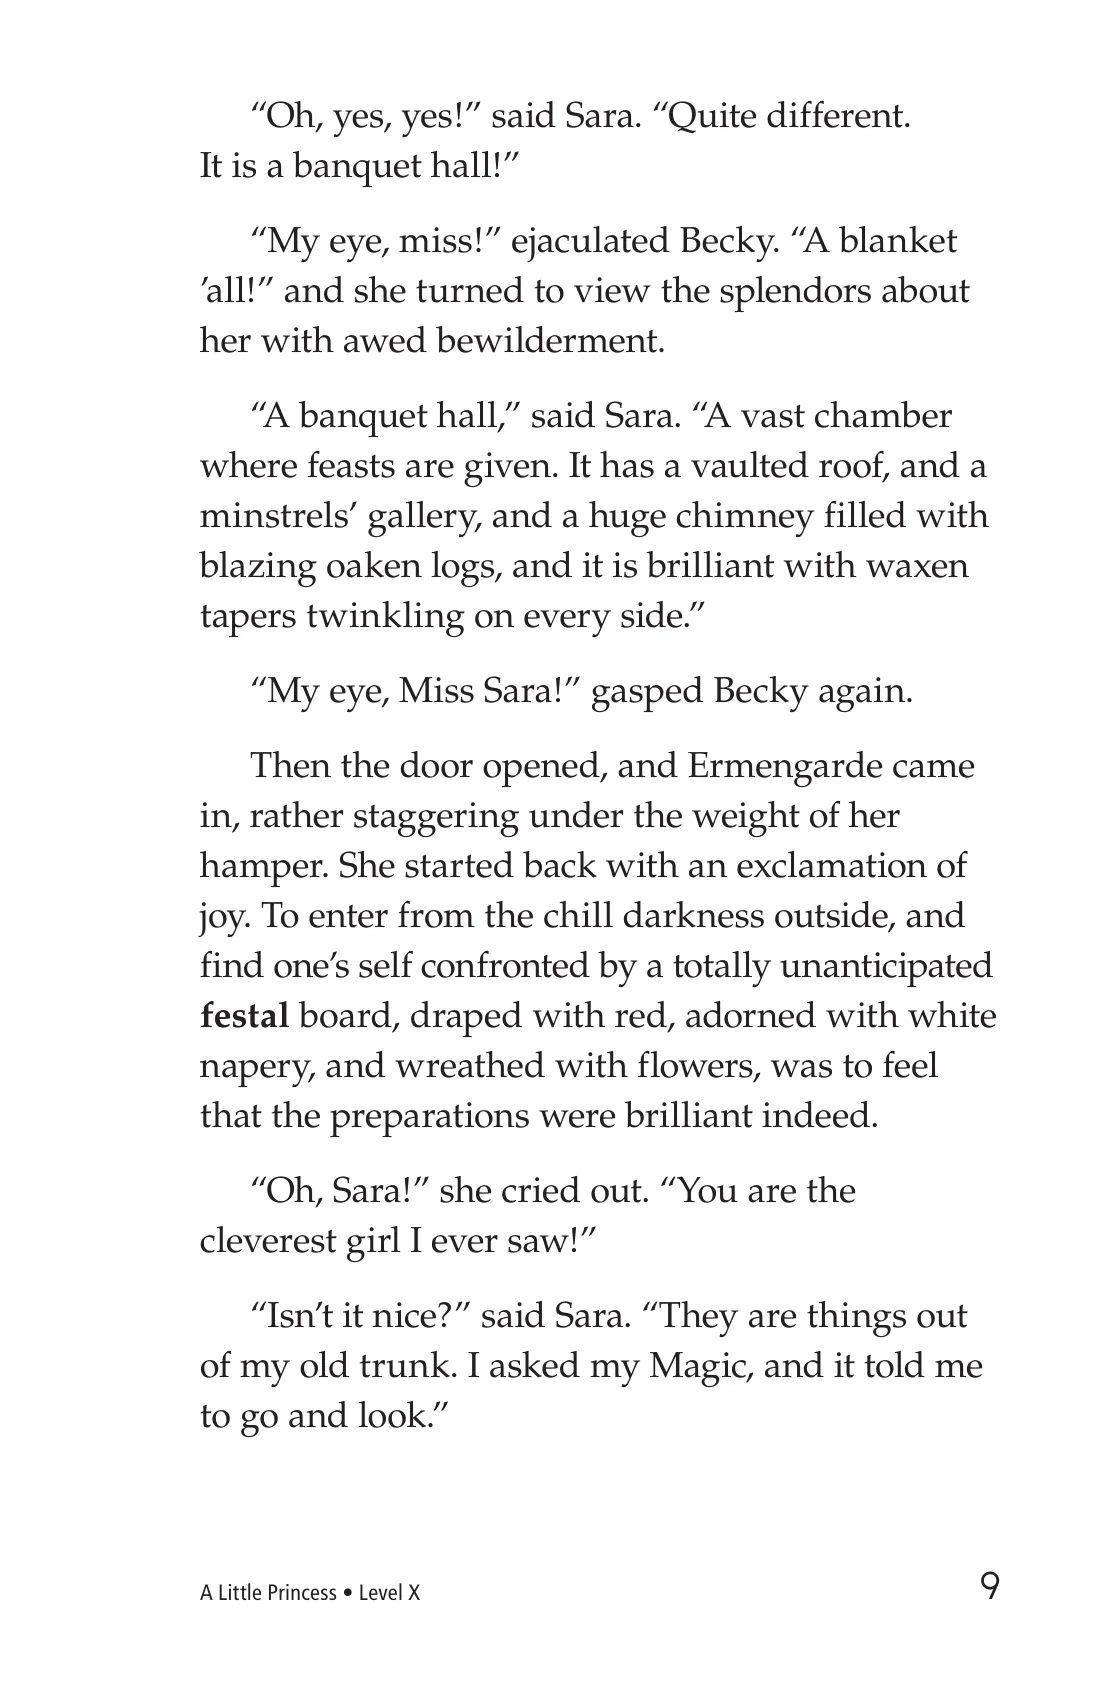 “Oh, yes, yes!” said Sara. “Quite different.
It is a banquet hall!”
“My eye, miss!” ejaculated Becky. “A blanket
’all!” and she turned to view the splendors about
her with awed bewilderment.
“A banquet hall,” said Sara. “A vast chamber
where feasts are given. It has a vaulted roof, and a
minstrels’ gallery, and a huge chimney filled with
blazing oaken logs, and it is brilliant with waxen
tapers twinkling on every side.”
“My eye, Miss Sara!” gasped Becky again.
Then the door opened, and Ermengarde came
in, rather staggering under the weight of her
hamper. She started back with an exclamation of
joy. To enter from the chill darkness outside, and
find one’s self confronted by a totally unanticipated
festal board, draped with red, adorned with white
napery, and wreathed with flowers, was to feel
that the preparations were brilliant indeed.
“Oh, Sara!” she cried out. “You are the
cleverest girl I ever saw!”
“Isn’t it nice?” said Sara. “They are things out
of my old trunk. I asked my Magic, and it told me
to go and look.”
A Little Princess • Level X
9